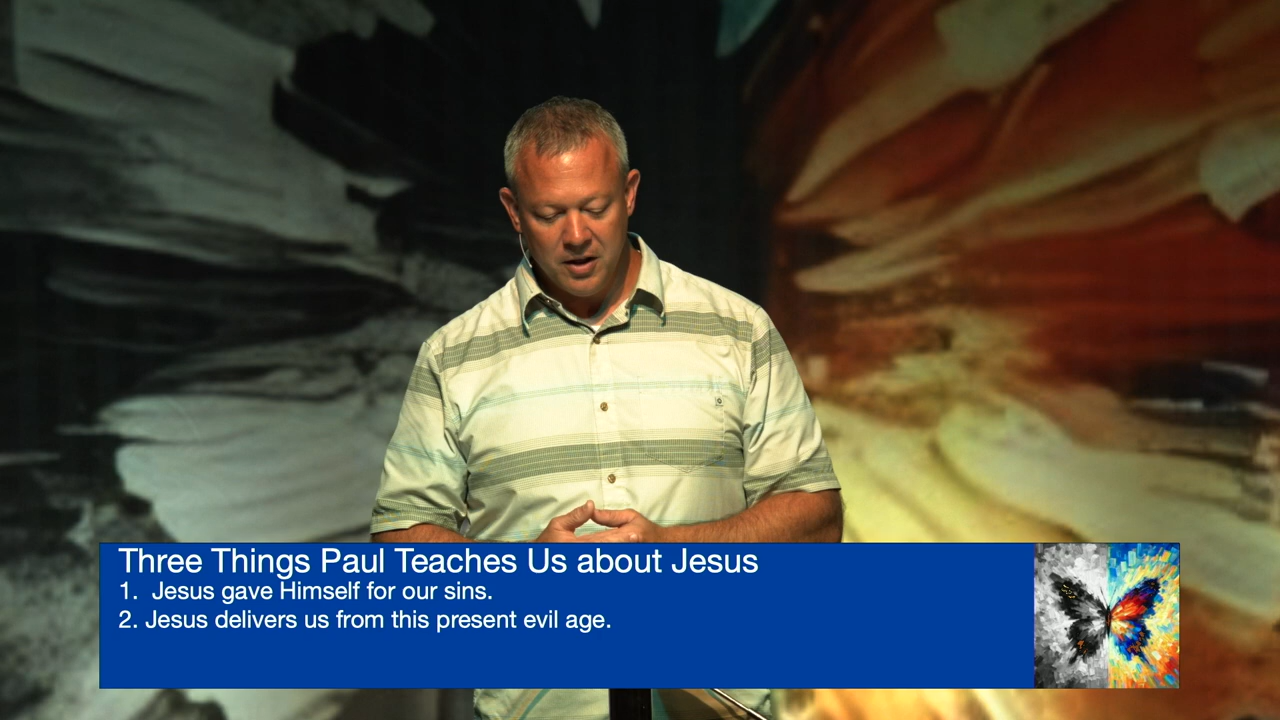 Three Things Paul Teaches Us about Jesus
1. Jesus gave Himself for our sins.
2. Jesus delivers us from this present evil age.